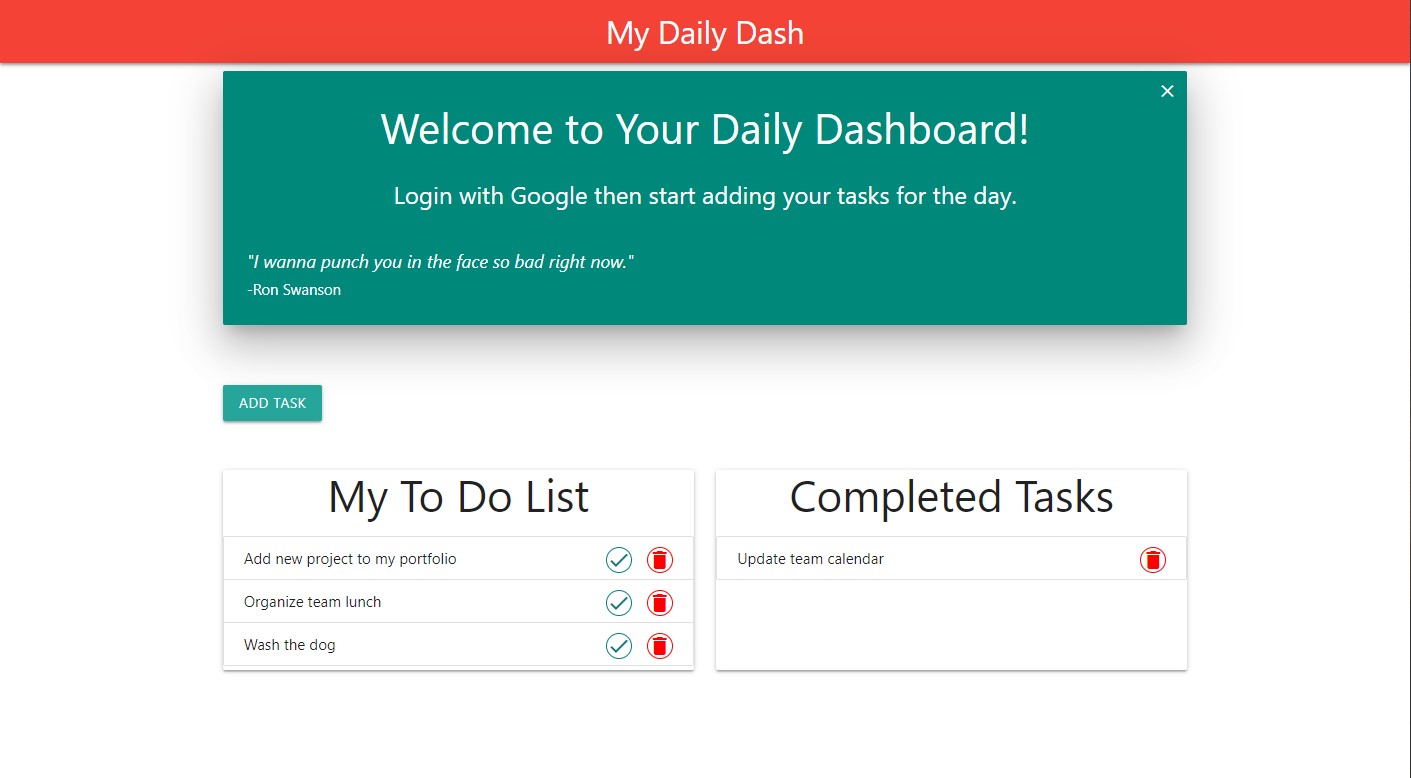 My Daily Dash
Welcome to Your Daily Dashboard!
Login with Google then start adding your tasks for the day.
"I wanna punch you in the face so bad right now."
-Ron Swanson
ADD TASK
My To Do List
Add new project to my portfolio
Organize team lunch
Wash the dog
Completed Tasks
Update team calendar